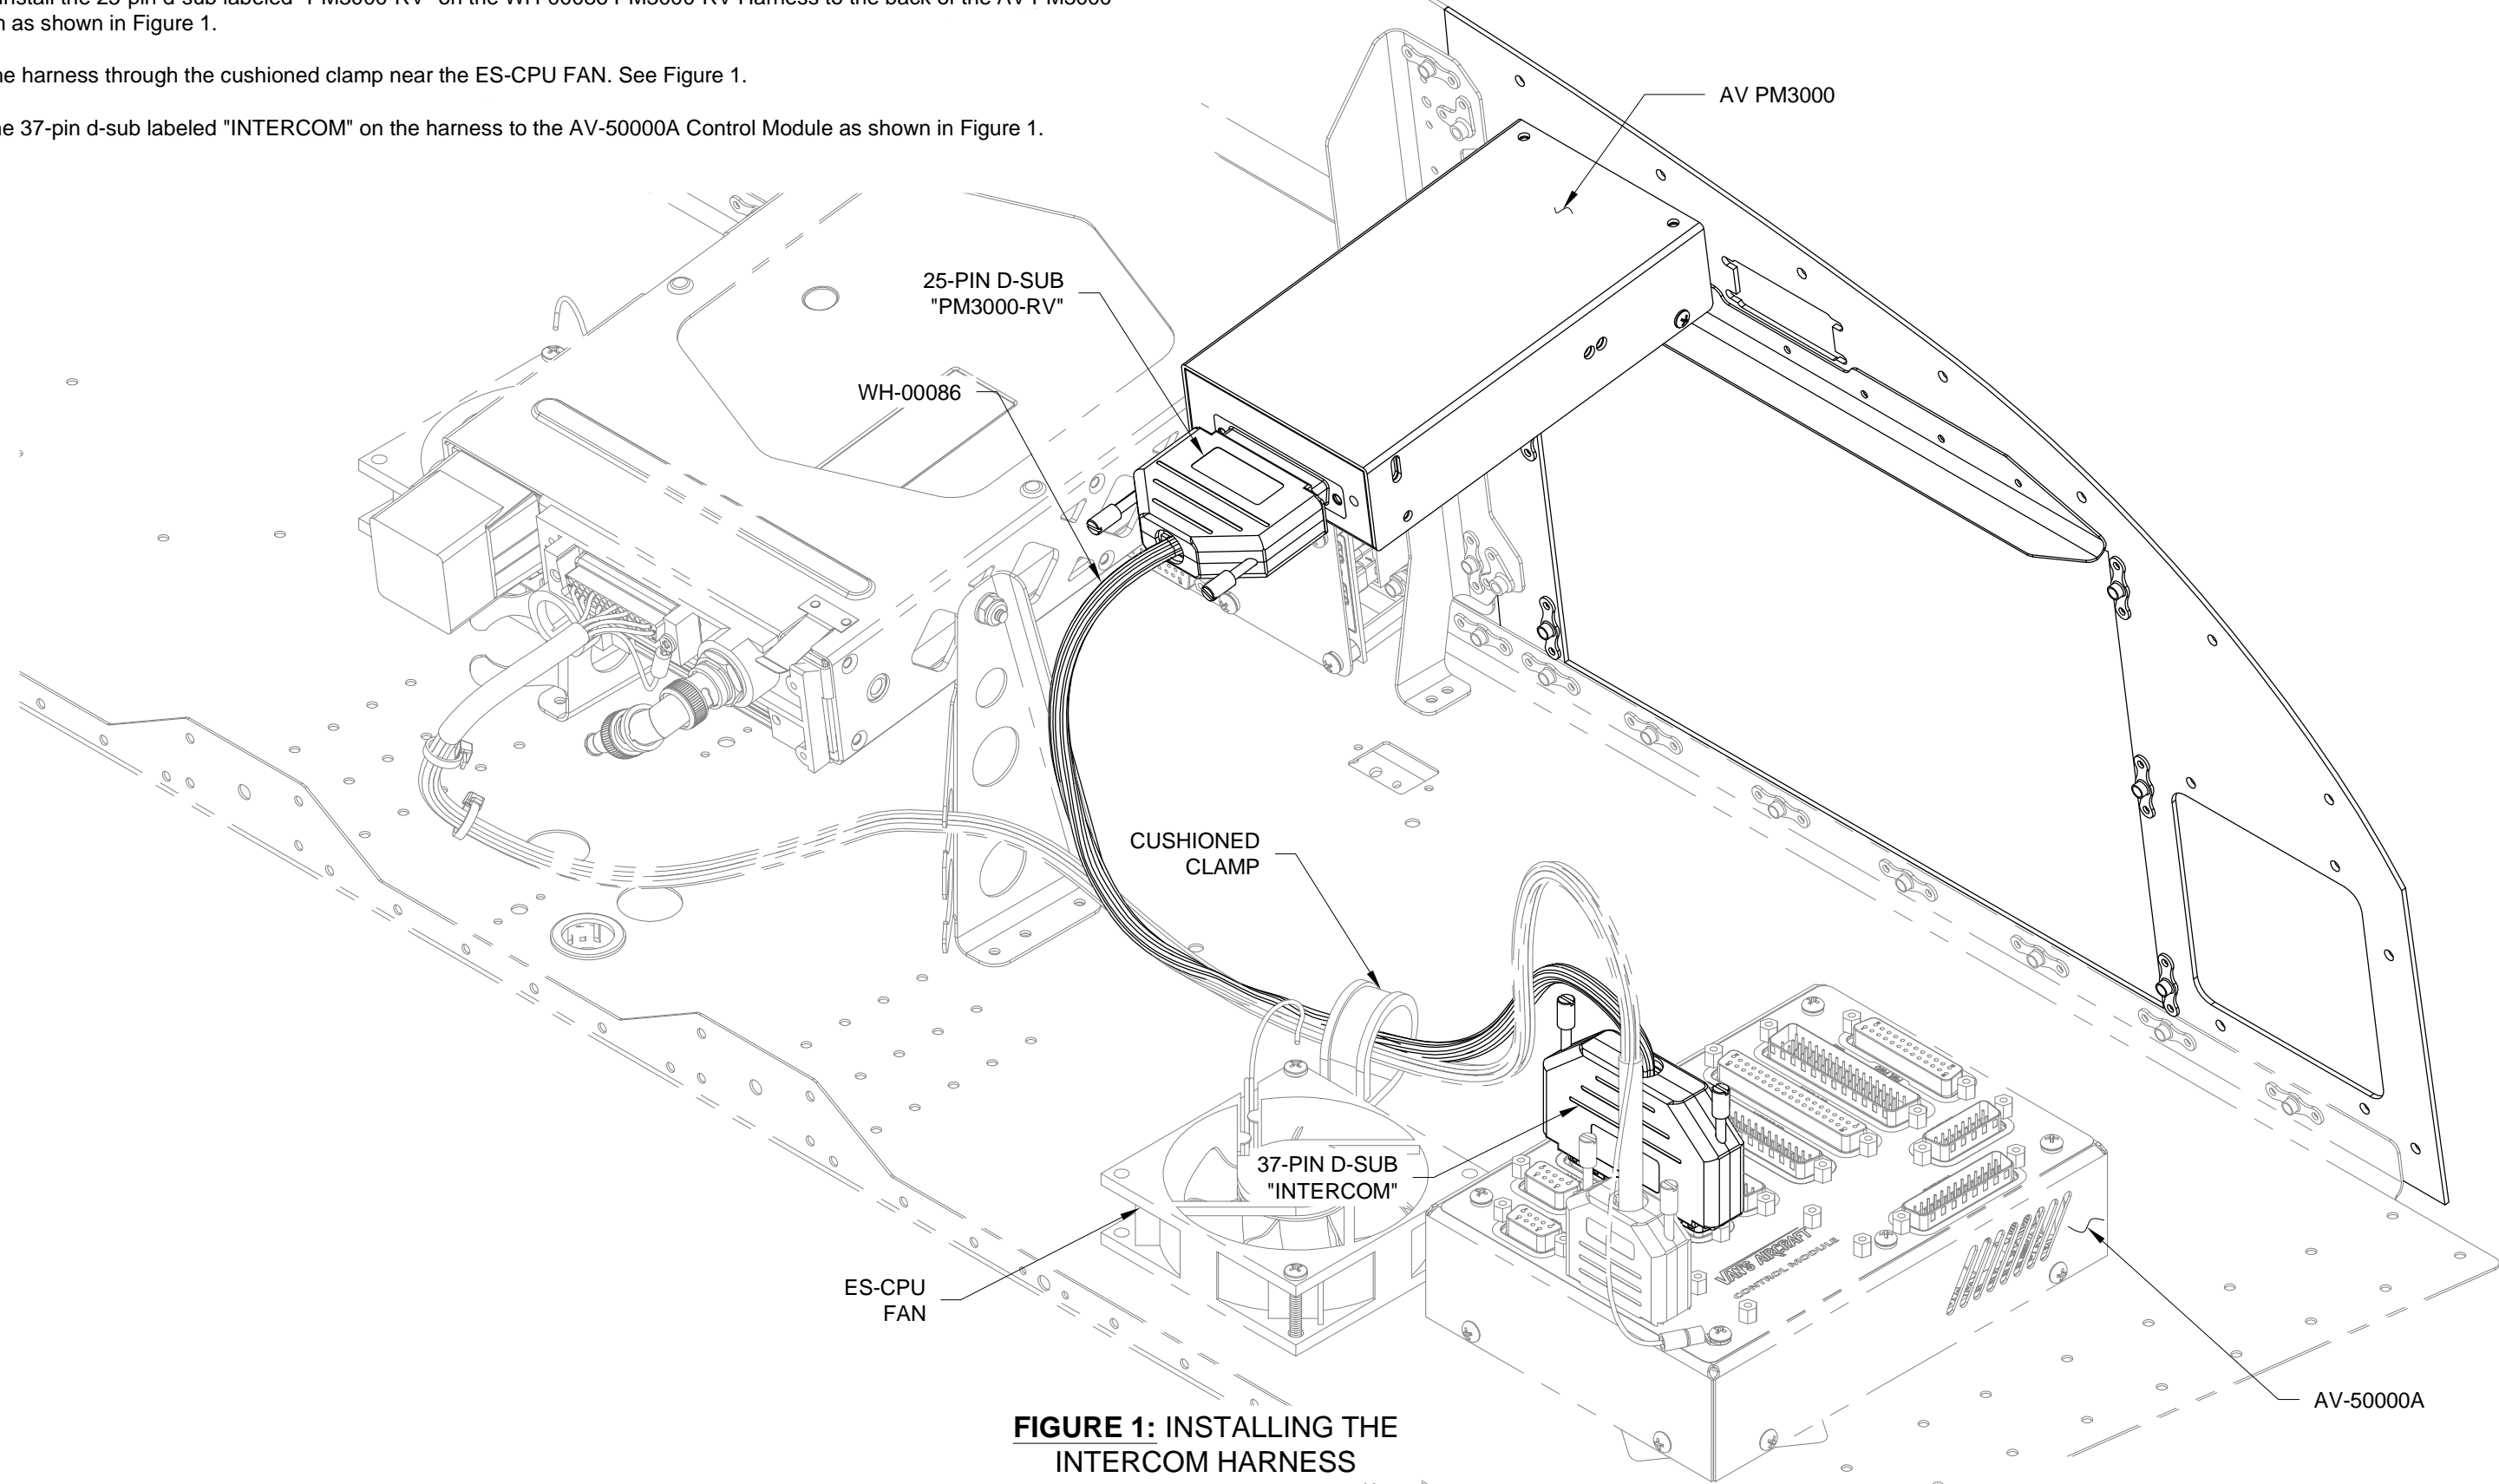 install the 25-pin d-sub labeled "PM3000-RV" on the WH-00086 PM3000-RV Harness to the back of the AV PM3000
as shown in Figure 1.
harness through the cushioned clamp near the ES-CPU FAN. See Figure 1.
37-pin d-sub labeled "INTERCOM" on the harness to the AV-50000A Control Module as shown in Figure 1.
AV PM3000
25-PIN D-SUB
"PM3000-RV"
WH-00086
CUSHIONED
CLAMP
37-PIN D-SUB
"INTERCOM"
VAN'S AIRCRAFT
CONTROL MODULE
ES-CPU
FAN
AV-50000A
FIGURE 1: INSTALLING THE
INTERCOM HARNESS